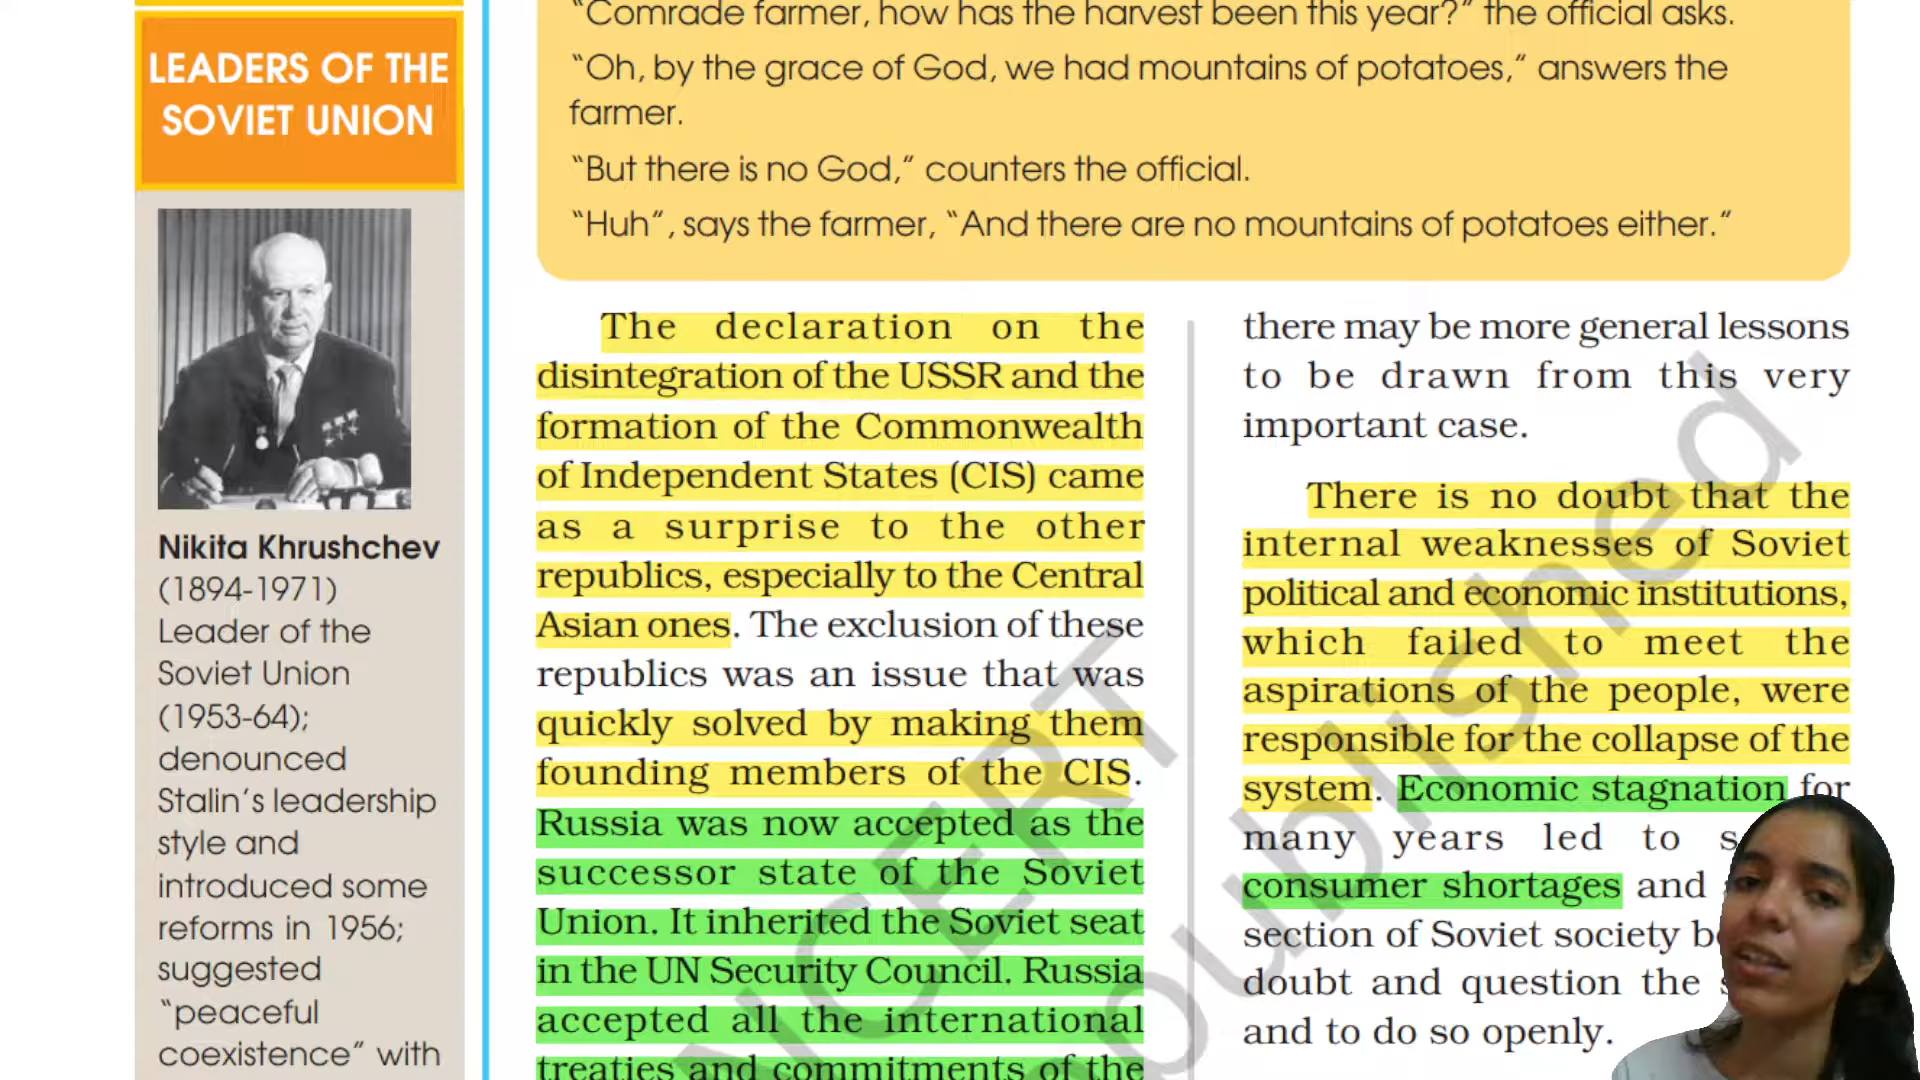 LEADERS OF THE
SOVIET UNION
Nikita Khrushchev
(1894-1971)
Leader of the
Soviet Union
(1953-64);
denounced
Stalin’s leadership
style and
introduced some
reforms in 1956;
suggested
“peaceful
coexistence” with
“Comrade farmer, how has the harvest been this year?” the official asks.
“Oh, by the grace of God, we had mountains of potatoes,” answers the
farmer.
“But there is no God,” counters the official.
“Huh”, says the farmer, “And there are no mountains of potatoes either.”
The declaration on the
disintegration of the USSR and the
formation of the Commonwealth
of Independent States (CIS) came
as a surprise to the other
republics, especially to the Central
Asian ones. The exclusion of these
republics was an issue that was
quickly solved by making them
founding members of the CIS.
Russia was now accepted as the
successor state of the Soviet
Union. It inherited the Soviet seat
in the UN Security Council. Russia
accepted all the international
treaties and commitments of the
there may be more general lessons
to be drawn from this very
important case.
There is no doubt that the
internal weaknesses of Soviet
political and economic institutions,
which failed to meet the
aspirations of the people, were
responsible for the collapse of the
system. Economic stagnation for
many years led to
consumer shortages and
section of Soviet society
doubt and question the
and to do so openly.
NCERT
published